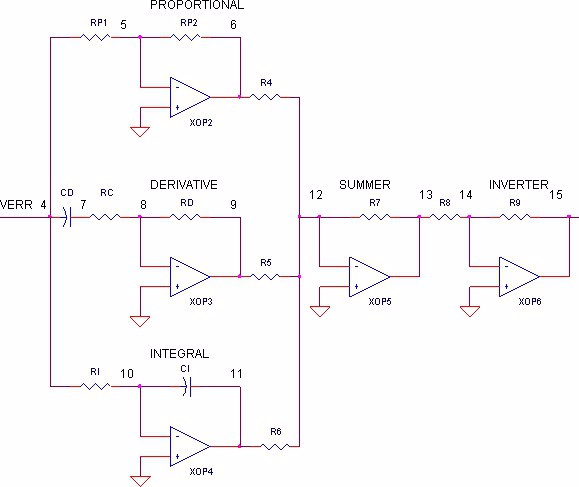 PROPORTIONAL
RP1 5 RP2 6
R4
- +
XOP2
VERR 4 CD 7 RC 8 DERIVATIVE RD 9
R5
- +
XOP3
12 SUMMER 13 14 INVERTER 15
R7 R8 R9
- +
XOP5
- +
XOP6
INTEGRAL
RI 10 CI 11
R6
- +
XOP4